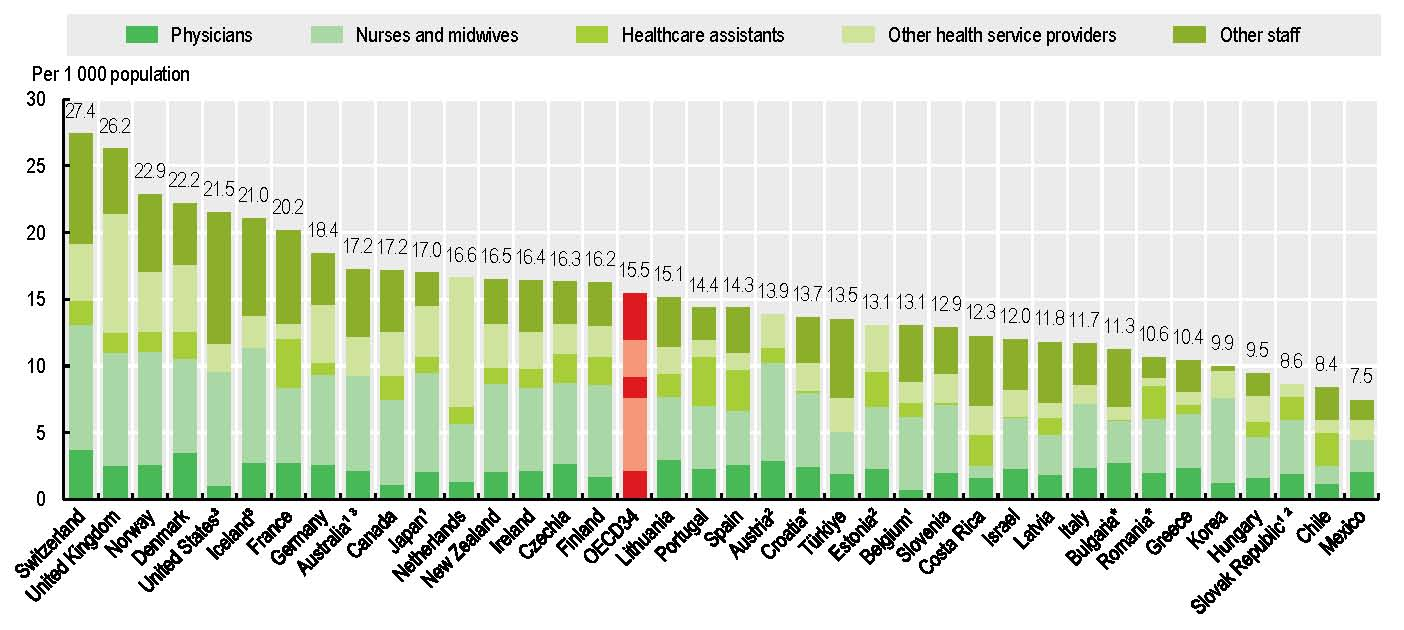 Physicians Nurses and midwives Healthcare assistants Other health service providers Other staff
Per 1 000 population
30
25
20
15
10
5
0
27.4
26.2
22.9
22.2
21.5
21.0
20.2
18.4
17.2
17.2
17.0
16.6
16.5
16.4
16.3
16.2
15.5
15.1
14.4
14.3
13.9
13.7
13.5
13.1
13.1
12.9
12.3
12.0
11.8
11.7
11.3
10.6
10.4
9.9
9.5
8.6
8.4
7.5
Switzerland
United Kingdom
Norway
Denmark
United States³
Iceland³
France
Germany
Australia¹ ³
Canada
Japan¹
Netherlands
New Zealand
Ireland
Czechia
Finland
OECD34
Lithuania
Portugal
Spain
Austria²
Croatia*
Türkiye
Estonia²
Belgium¹
Slovenia
Costa Rica
Israel
Latvia
Italy
Bulgaria*
Romania*
Greece
Korea
Hungary
Slovak Republic¹ ²
Chile
Mexico